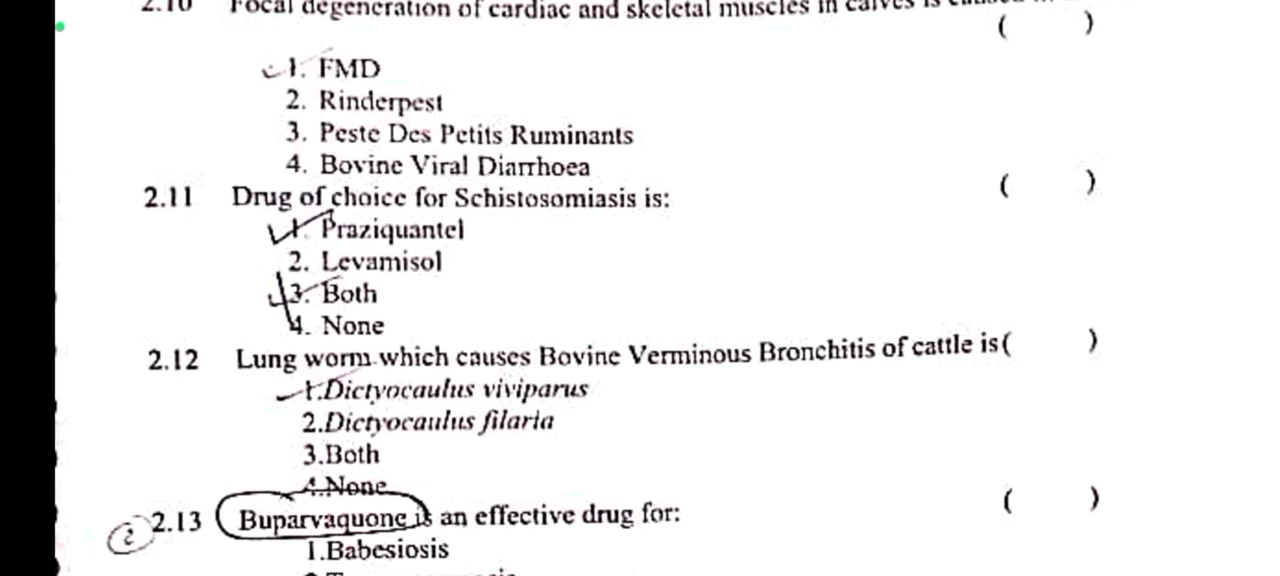 2.10 Focal degeneration of cardiac and skeletal muscles in calves is
( )
1. FMD
2. Rinderpest
3. Peste Des Petits Ruminants
4. Bovine Viral Diarrhoea
2.11 Drug of choice for Schistosomiasis is: ( )
1. Praziquantel
2. Levamisol
3. Both
4. None
2.12 Lung worm which causes Bovine Verminous Bronchitis of cattle is( )
1.Dictyocaulus viviparus
2.Dictyocaulus filaria
3.Both
4.None
2.13 Buparvaquone is an effective drug for: ( )
1.Babesiosis